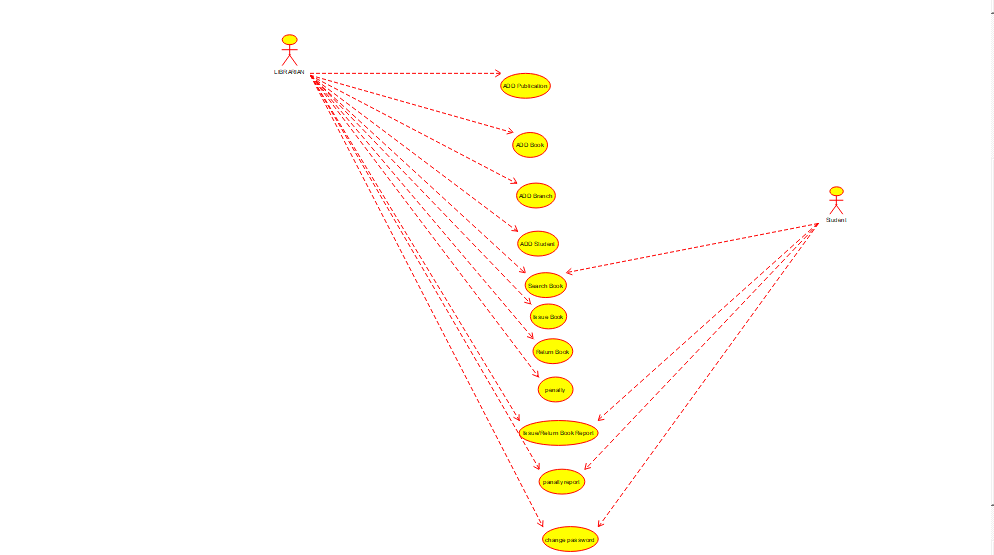 LIBRARIAN
ADD Publication
ADD Book
ADD Branch
Student
ADD Student
Search Book
Issue Book
Return Book
penalty
Issue/Return Book Report
penalty report
change password